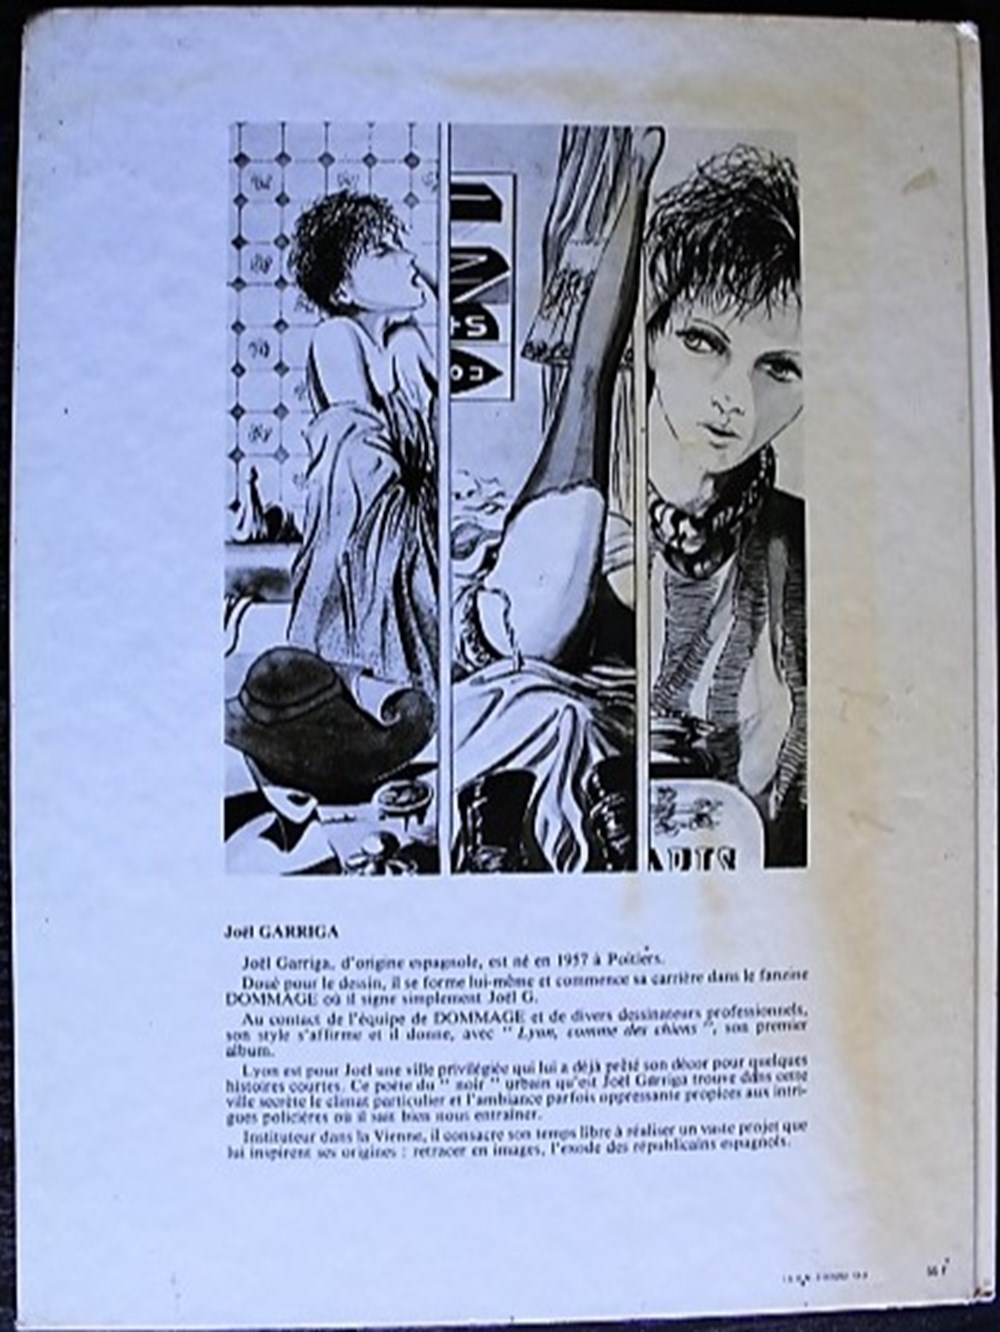 Joël GARRIGA
Joël Garriga, d'origine espagnole, est né en 1957 à Poitiers.
Doué pour le dessin, il se forme lui-même et commence sa carrière dans le fanzine
DOMMAGE où il signe simplement Joël G.
Au contact de l'équipe de DOMMAGE et de divers dessinateurs professionnels,
son style s'affirme et il donne, avec " Lyon, comme des chiens ", son premier
album.
Lyon est pour Joël une ville privilégiée qui lui a déjà prêté son décor pour quelques
histoires courtes. Ce poète du " noir " urbain qu'est Joël Garriga trouve dans cette
ville secrète le climat particulier et l'ambiance parfois oppressante propices aux intri-
gues policières où il sait bien nous entraîner.
Instituteur dans la Vienne, il consacre son temps libre à réaliser un vaste projet que
lui inspirent ses origines : retracer en images, l'exode des républicains espagnols.